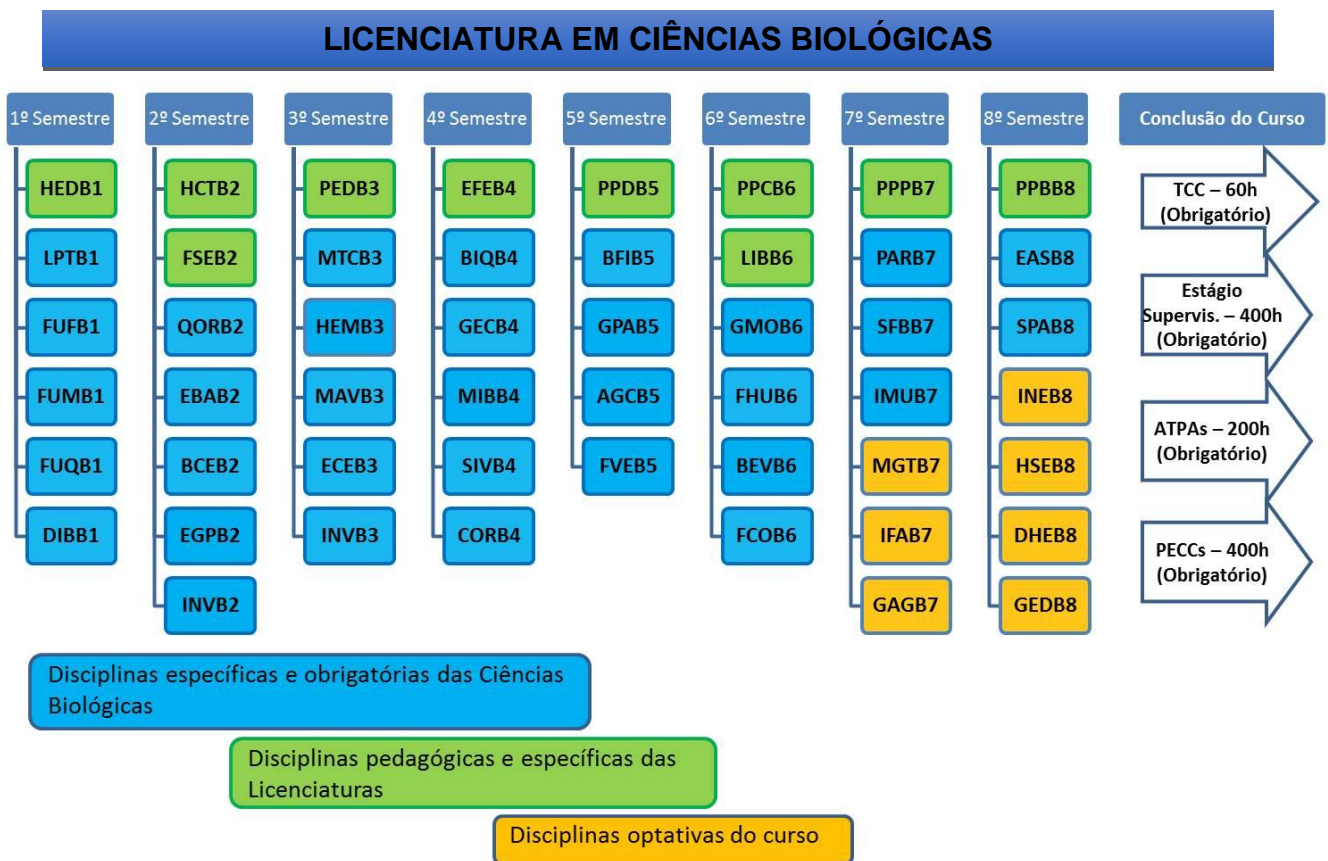 LICENCIATURA EM CIÊNCIAS BIOLÓGICAS
1º Semestre
HEDB1
LPTB1
FUFB1
FUMB1
FUQB1
DIBB1
2º Semestre
HCTB2
FSEB2
QORB2
EBAB2
BCEB2
EGPB2
INVB2
3º Semestre
PEDB3
MTCB3
HEMB3
MAVB3
ECEB3
INVB3
4º Semestre
EFEB4
BIQB4
GECB4
MIBB4
SIVB4
CORB4
5º Semestre
PPDB5
BFIB5
GPAB5
AGCB5
FVEB5
6º Semestre
PPCB6
LIBB6
GMOB6
FHUB6
BEVB6
FCOB6
7º Semestre
PPPB7
PARB7
SFBB7
IMUB7
MGTB7
IFAB7
GAGB7
8º Semestre
PPBB8
EASB8
SPAB8
INEB8
HSEB8
DHEB8
GEDB8
Conclusão do Curso
TCC – 60h
(Obrigatório)
Estágio
Supervis. – 400h
(Obrigatório)
ATPAs – 200h
(Obrigatório)
PECCs – 400h
(Obrigatório)
Disciplinas específicas e obrigatórias das Ciências
Biológicas
Disciplinas pedagógicas e específicas das
Licenciaturas
Disciplinas optativas do curso